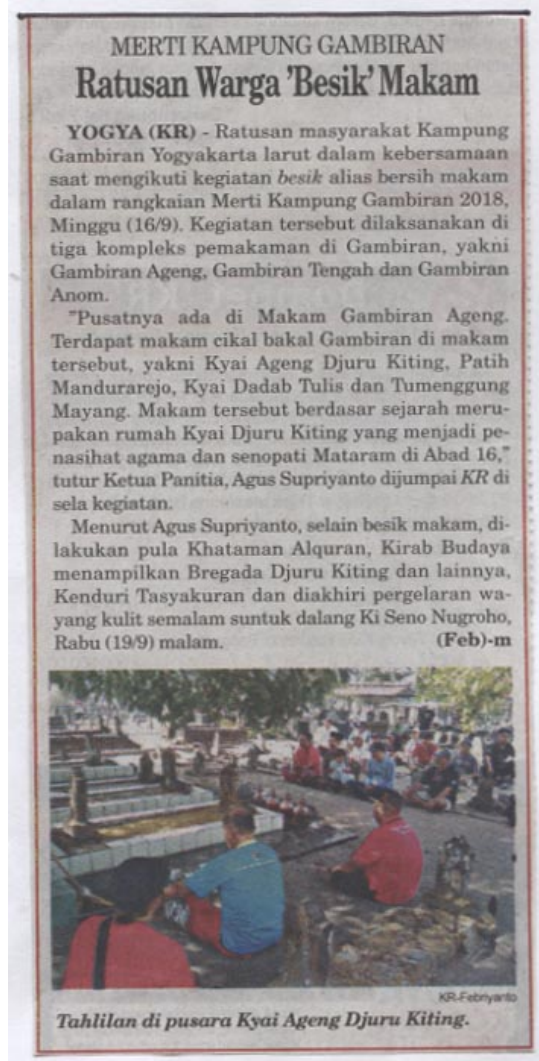 MERTI KAMPUNG GAMBIRAN
Ratusan Warga 'Besik' Makam
YOGYA (KR) - Ratusan masyarakat Kampung
Gambiran Yogyakarta larut dalam kebersamaan
saat mengikuti kegiatan besik alias bersih makam
dalam rangkaian Merti Kampung Gambiran 2018,
Minggu (16/9). Kegiatan tersebut dilaksanakan di
tiga kompleks pemakaman di Gambiran, yakni
Gambiran Ageng, Gambiran Tengah dan Gambiran
Anom.
"Pusatnya ada di Makam Gambiran Ageng.
Terdapat makam cikal bakal Gambiran di makam
tersebut, yakni Kyai Ageng Djuru Kiting, Patih
Mandurarejo, Kyai Dadab Tulis dan Tumenggung
Mayang. Makam tersebut berdasar sejarah meru-
pakan rumah Kyai Djuru Kiting yang menjadi pe-
nasihat agama dan senopati Mataram di Abad 16,"
tutur Ketua Panitia, Agus Supriyanto dijumpai KR di
sela kegiatan.
Menurut Agus Supriyanto, selain besik makam, di-
lakukan pula Khataman Alquran, Kirab Budaya
menampilkan Bregada Djuru Kiting dan lainnya,
Kenduri Tasyakuran dan diakhiri pergelaran wa-
yang kulit semalam suntuk dalang Ki Seno Nugroho,
Rabu (19/9) malam. (Feb)-m
KR-Febriyanto
Tahlilan di pusara Kyai Ageng Djuru Kiting.